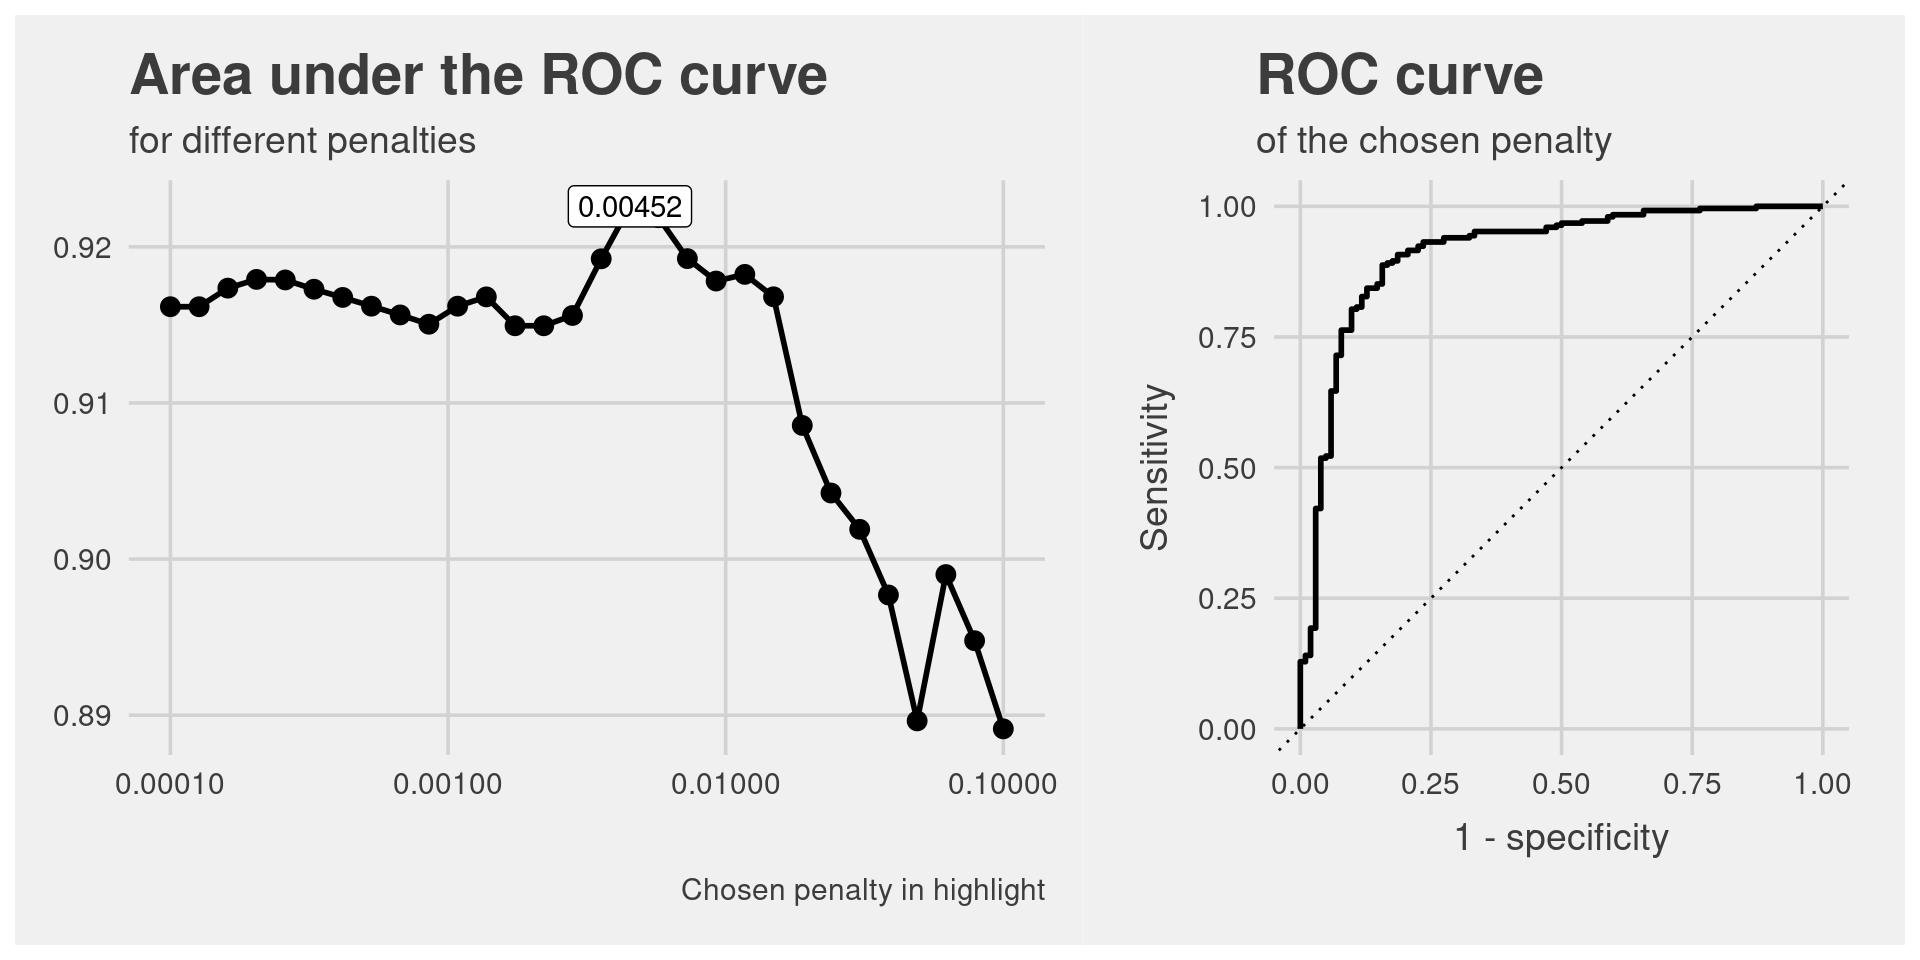 Area under the ROC curve
for different penalties
0.00452
0.92
0.91
0.90
0.89
0.00010 0.00100 0.01000 0.10000
Chosen penalty in highlight
ROC curve
of the chosen penalty
Sensitivity
1.00
0.75
0.50
0.25
0.00
0.00 0.25 0.50 0.75 1.00
1 - specificity